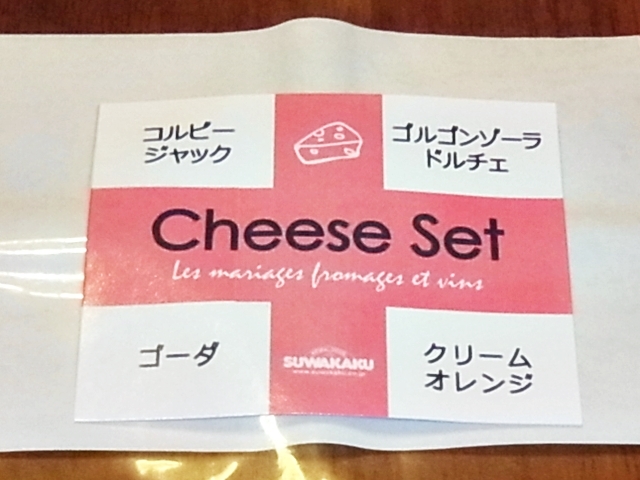 コルビー
ジャック
ゴルゴンゾーラ
ドルチェ
Cheese Set
Les mariages fromages et vins
ゴーダ
SUWAKAKU
クリーム
オレンジ